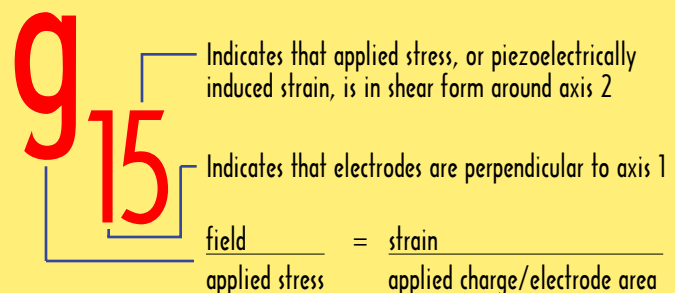 g
15
Indicates that applied stress, or piezoelectrically
induced strain, is in shear form around axis 2
Indicates that electrodes are perpendicular to axis 1
field = strain
applied stress applied charge/electrode area